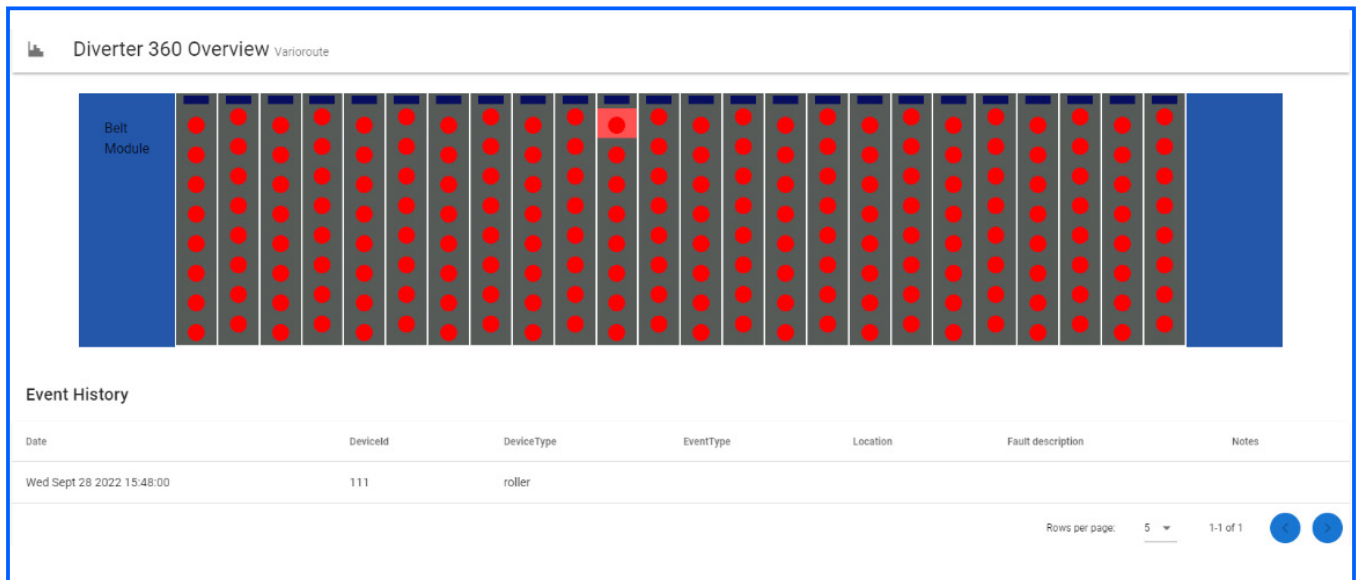 Diverter 360 Overview Varioroute
Belt
Module
Event History
Date DeviceId DeviceType EventType Location Fault description Notes
Wed Sept 28 2022 15:48:00 111 roller
Rows per page: 5 1-1 of 1